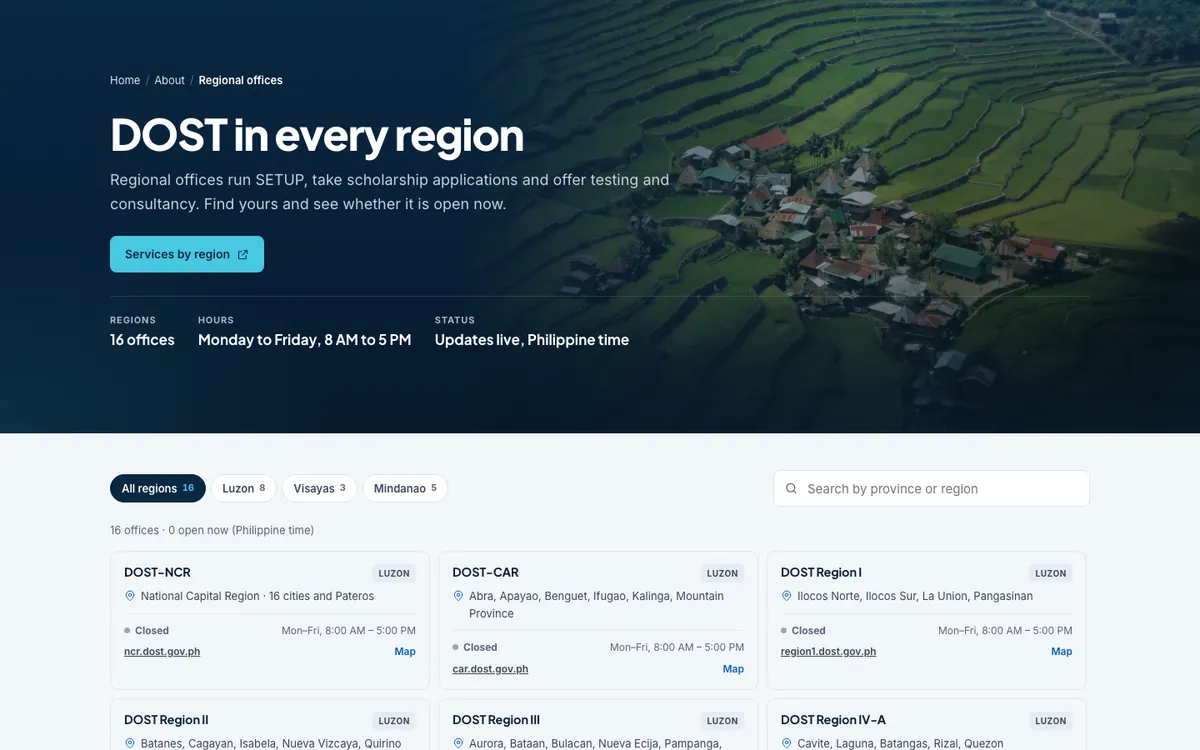 Home / About / Regional offices
DOST in every region
Regional offices run SETUP, take scholarship applications and offer testing and
consultancy. Find yours and see whether it is open now.
Services by region
REGIONS HOURS STATUS
16 offices Monday to Friday, 8 AM to 5 PM Updates live, Philippine time
All regions 16 Luzon 8 Visayas 3 Mindanao 5 Search by province or region
16 offices · 0 open now (Philippine time)
DOST-NCR LUZON
National Capital Region · 16 cities and Pateros
Closed Mon–Fri, 8:00 AM – 5:00 PM
ncr.dost.gov.ph Map
DOST-CAR LUZON
Abra, Apayao, Benguet, Ifugao, Kalinga, Mountain
Province
Closed Mon–Fri, 8:00 AM – 5:00 PM
car.dost.gov.ph Map
DOST Region I LUZON
Ilocos Norte, Ilocos Sur, La Union, Pangasinan
Closed Mon–Fri, 8:00 AM – 5:00 PM
region1.dost.gov.ph Map
DOST Region II LUZON
Batanes, Cagayan, Isabela, Nueva Vizcaya, Quirino
DOST Region III LUZON
Aurora, Bataan, Bulacan, Nueva Ecija, Pampanga,
DOST Region IV-A LUZON
Cavite, Laguna, Batangas, Rizal, Quezon